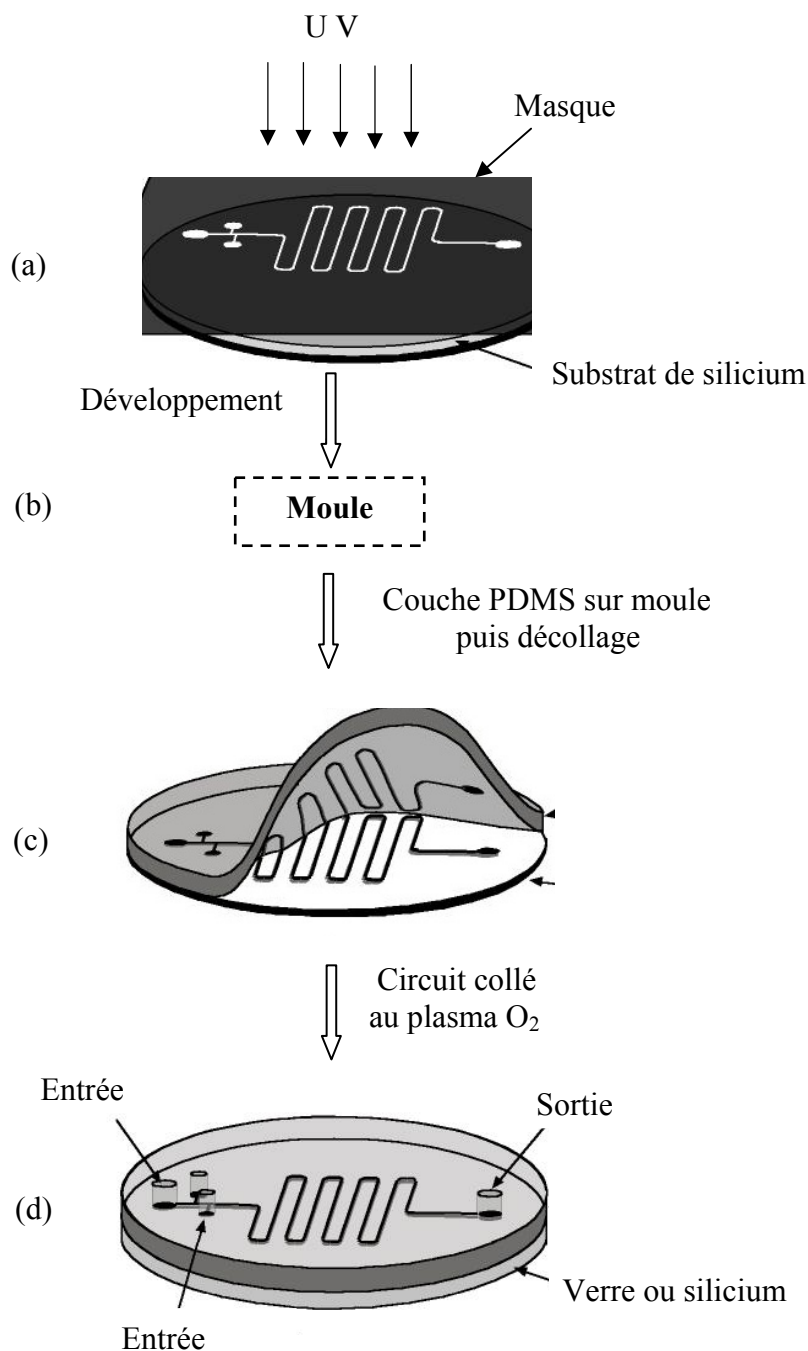 U V
Masque
(a)
Substrat de silicium
Développement
(b)
Moule
Couche PDMS sur moule
puis décollage
(c)
Circuit collé
au plasma O₂
Entrée
Sortie
(d)
Verre ou silicium
Entrée